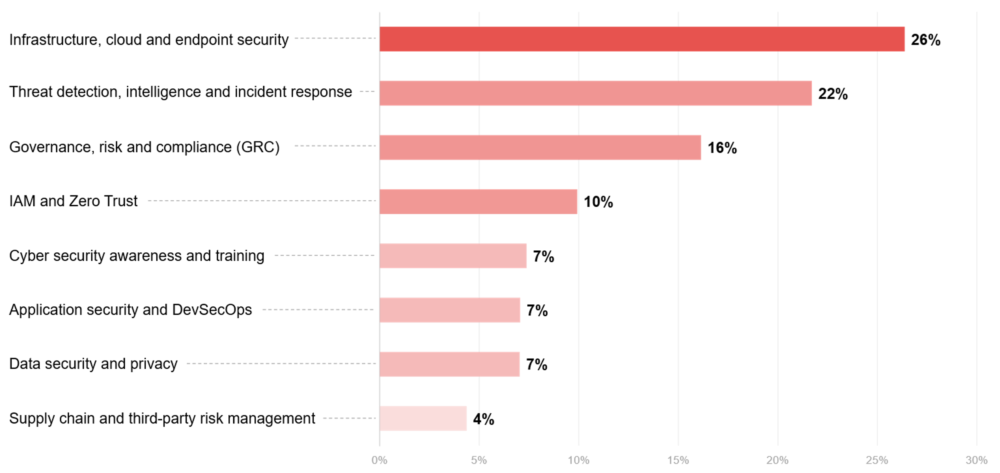 Infrastructure, cloud and endpoint security 26%
Threat detection, intelligence and incident response 22%
Governance, risk and compliance (GRC) 16%
IAM and Zero Trust 10%
Cyber security awareness and training 7%
Application security and DevSecOps 7%
Data security and privacy 7%
Supply chain and third-party risk management 4%
0% 5% 10% 15% 20% 25% 30%